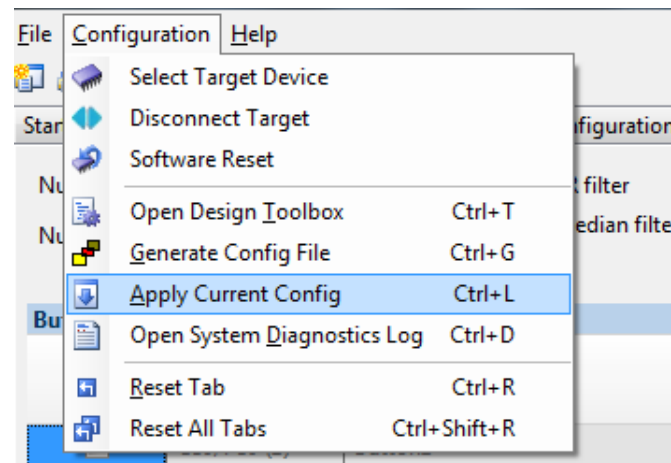 File Configuration Help
Select Target Device
Disconnect Target
Software Reset
filter
Open Design Toolbox Ctrl+T
Generate Config File Ctrl+G
Apply Current Config Ctrl+L
Open System Diagnostics Log Ctrl+D
Reset Tab Ctrl+R
Reset All Tabs Ctrl+Shift+R